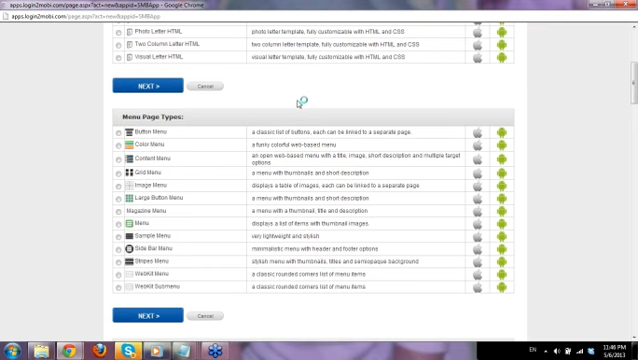 apps.login2mobi.com/page.aspx?act=new&appid=SMBApp - Google Chrome
apps.login2mobi.com/page.aspx?act=new&appid=SMBApp
Photo Letter HTML photo letter template, fully customizable with HTML and CSS
Two Column Letter HTML two column letter template, fully customizable with HTML and CSS
Visual Letter HTML visual letter template, fully customizable with HTML and CSS
NEXT > Cancel
Menu Page Types:
Button Menu a classic list of buttons, each can be linked to a separate page.
Color Menu a funky colorful web-based menu
Content Menu an open web-based menu with a title, image, short description and multiple target options
Grid Menu a menu with thumbnails and short description
Image Menu displays a table of images, each can be linked to a separate page
Large Button Menu a menu with thumbnails and short description
Magazine Menu a menu with a thumbnail, title and description
Menu displays a list of items with thumbnail images.
Sample Menu very lightweight and stylish
Side Bar Menu minimalistic menu with header and footer options
Stripes Menu stylish menu with thumbnails, titles and semiopaque background
WebKit Menu a classic rounded corners list of menu items
WebKit Submenu a classic rounded corners list of menu items
NEXT > Cancel
EN
11:46 PM
5/6/2013